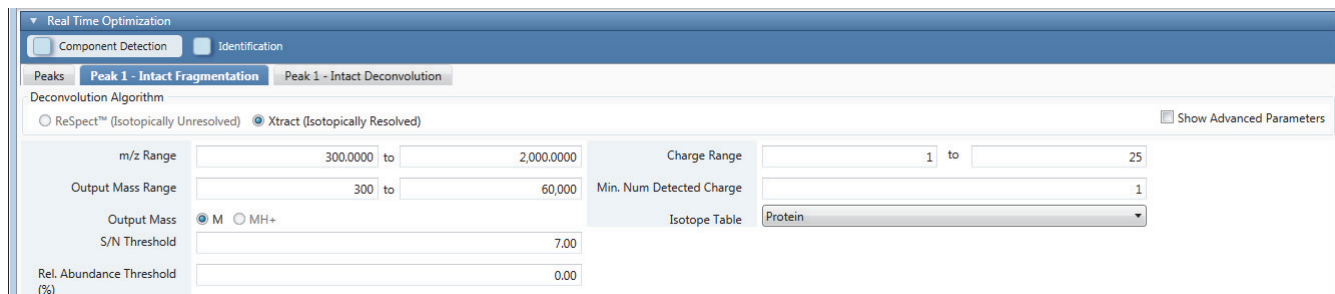 Real Time Optimization
Component Detection Identification
Peaks Peak 1 - Intact Fragmentation Peak 1 - Intact Deconvolution
Deconvolution Algorithm
ReSpect™ (Isotopically Unresolved) Xtract (Isotopically Resolved) Show Advanced Parameters
m/z Range 300.0000 to 2,000.0000 Charge Range 1 to 25
Output Mass Range 300 to 60,000 Min. Num Detected Charge 1
Output Mass M MH+ Isotope Table Protein
S/N Threshold 7.00
Rel. Abundance Threshold 0.00
(%)